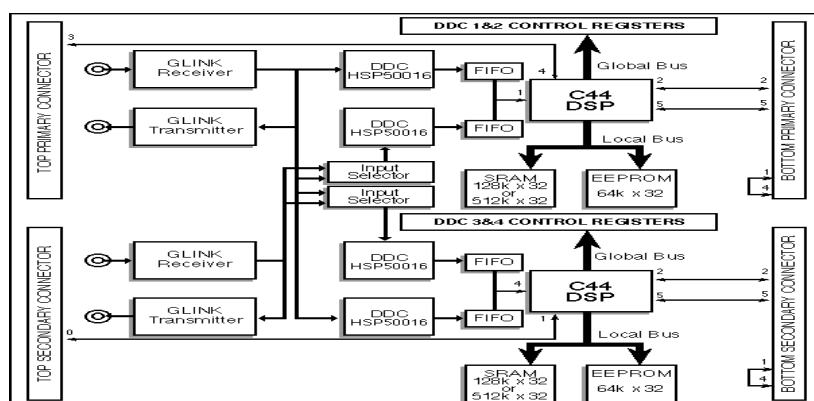 DDC 1&2 CONTROL REGISTERS
TOP PRIMARY CONNECTOR
3
GLINK
Receiver
DDC
HSP50016
FIFO
4
Global Bus
1
C44
DSP
2
2
5
5
BOTTOM PRIMARY CONNECTOR
GLINK
Transmitter
DDC
HSP50016
FIFO
Local Bus
Input
Selector
Input
Selector
SRAM
128k x 32
or
512k x 32
EEPROM
64k x 32
1
4
DDC 3&4 CONTROL REGISTERS
TOP SECONDARY CONNECTOR
GLINK
Receiver
DDC
HSP50016
FIFO
Global Bus
4
C44
DSP
2
2
5
5
BOTTOM SECONDARY CONNECTOR
GLINK
Transmitter
DDC
HSP50016
FIFO
1
0
Local Bus
SRAM
128k x 32
or
512k x 32
EEPROM
64k x 32
1
4